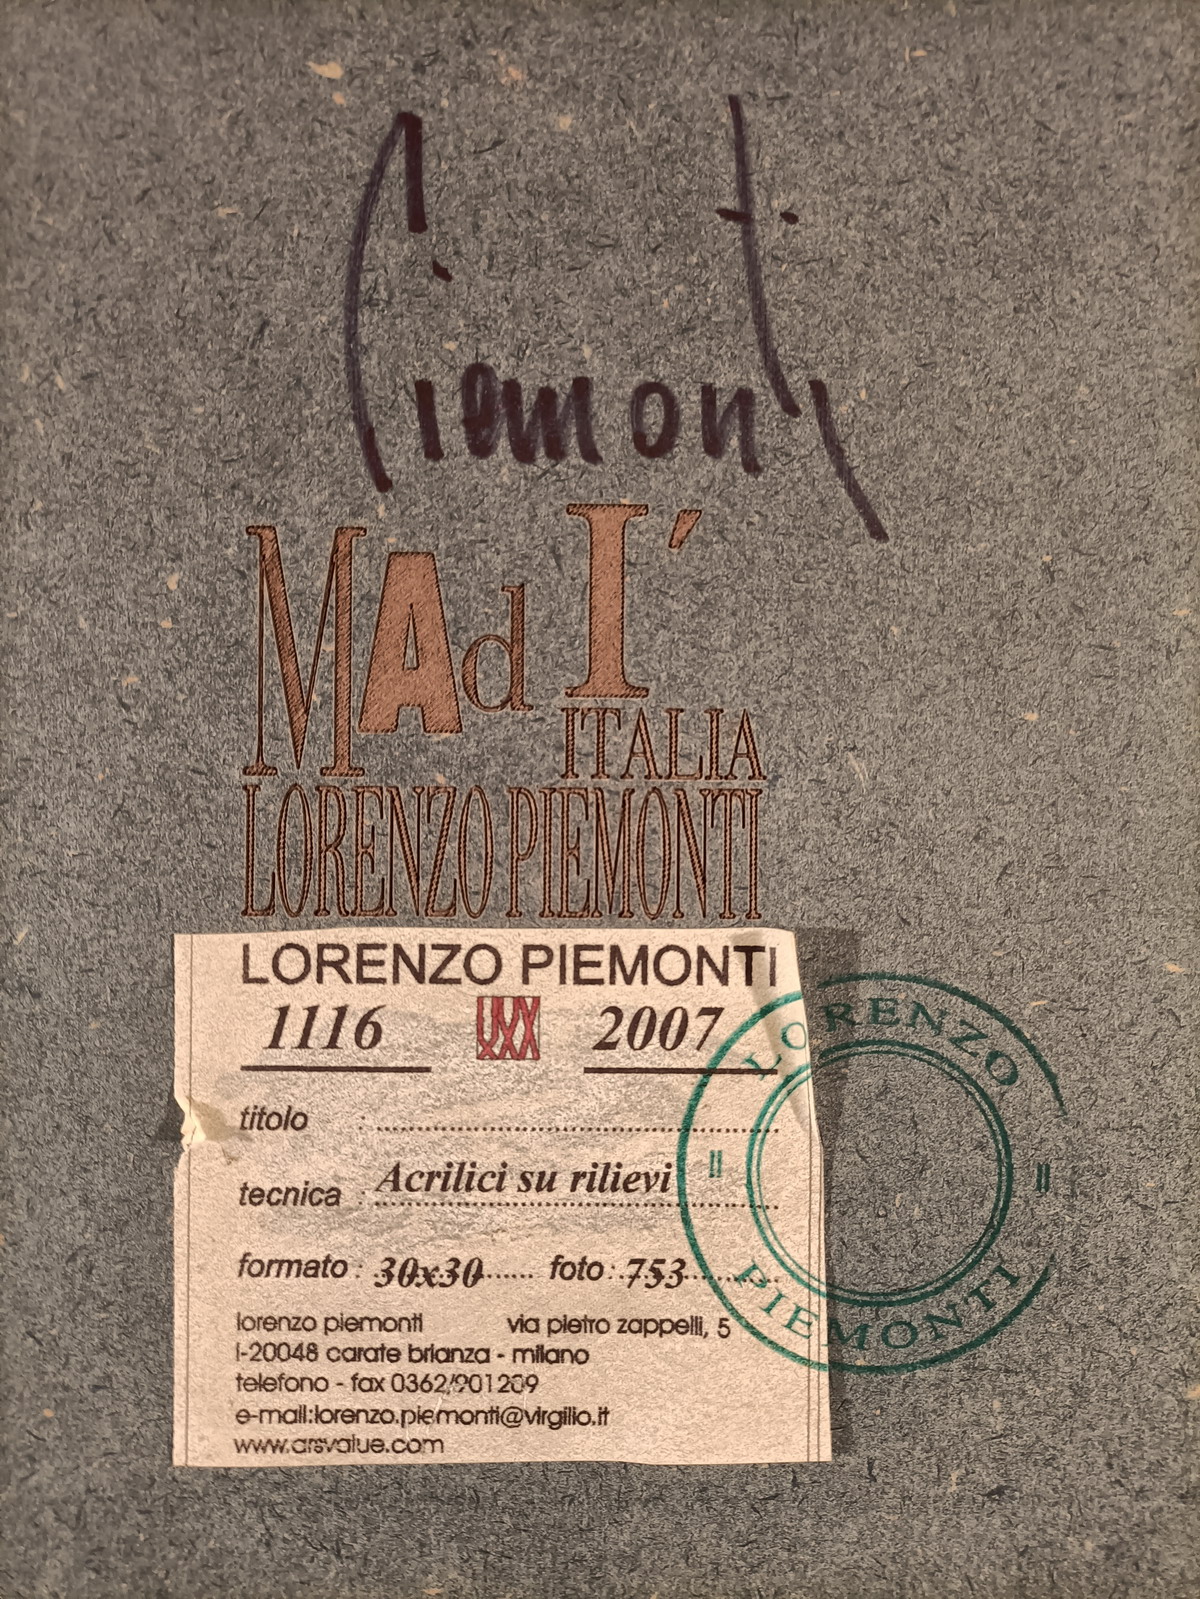 Piemonti
MAdI'
ITALIA
LORENZO PIEMONTI
LORENZO PIEMONTI
1116 2007
titolo :
tecnica : Acrilici su rilievi
formato : 30x30 foto : 753
lorenzo piemonti via pietro zappelli, 5
I-20048 carate brianza - milano
telefono - fax 0362/901209
e-mail:lorenzo.piemonti@virgilio.it
www.arsvalue.com
LORENZO
PIEMONTI